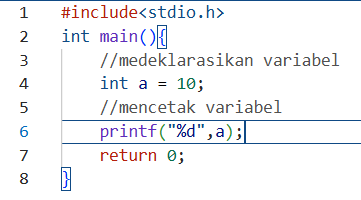 1 #include<stdio.h>
2 int main(){
3     //medeklarasikan variabel
4     int a = 10;
5     //mencetak variabel
6     printf("%d",a);
7     return 0;
8 }